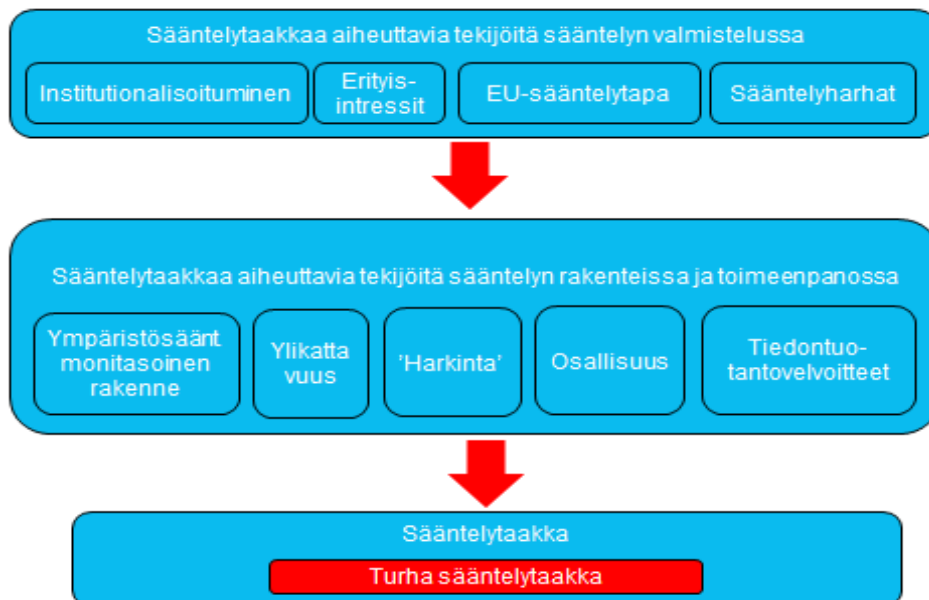 Sääntelytaakkaa aiheuttavia tekijöitä sääntelyn valmistelussa
Institutionalisoituminen
Erityis-
intressit
EU-sääntelytapa
Sääntelyharhat
Sääntelytaakkaa aiheuttavia tekijöitä sääntelyn rakenteissa ja toimeenpanossa
Ympäristösäänt
monitasoinen
rakenne
Ylikatta
vuus
'Harkinta'
Osallisuus
Tiedontuo-
tantovelvoitteet
Sääntelytaakka
Turha sääntelytaakka